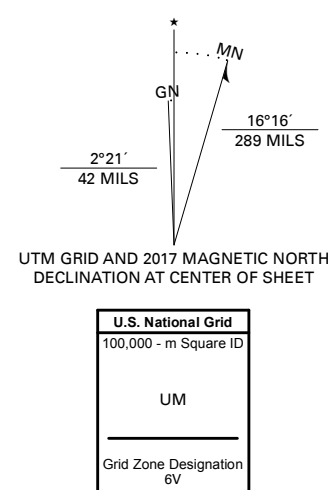 ★
MN
GN
16°16´
289 MILS
2°21´
42 MILS
UTM GRID AND 2017 MAGNETIC NORTH
DECLINATION AT CENTER OF SHEET
U.S. National Grid
100,000 - m Square ID
UM
Grid Zone Designation
6V